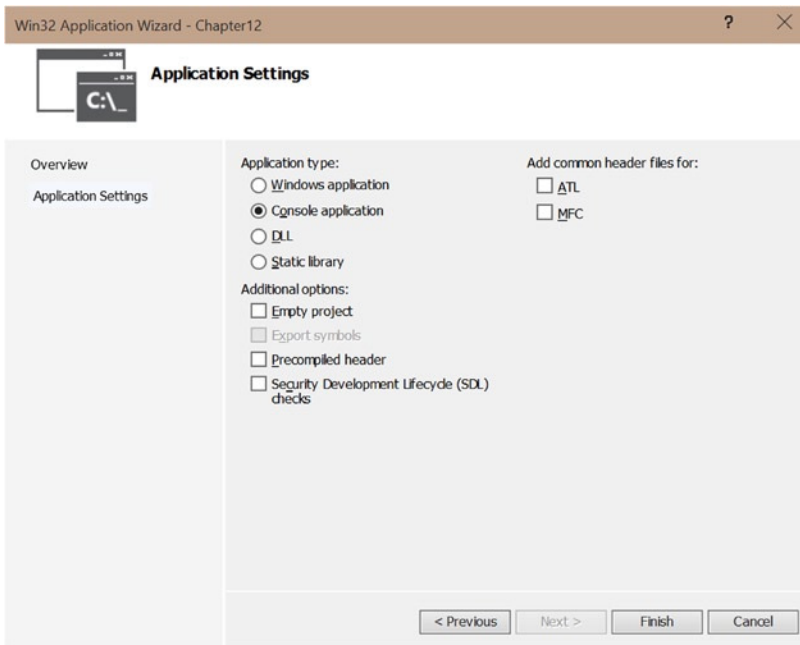 Win32 Application Wizard - Chapter12
?
C:\_
Application Settings
Overview
Application Settings
Application type:
Windows application
Console application
DLL
Static library
Additional options:
Empty project
Export symbols
Precompiled header
Security Development Lifecycle (SDL)
checks
Add common header files for:
ATL
MFC
< Previous
Next >
Finish
Cancel